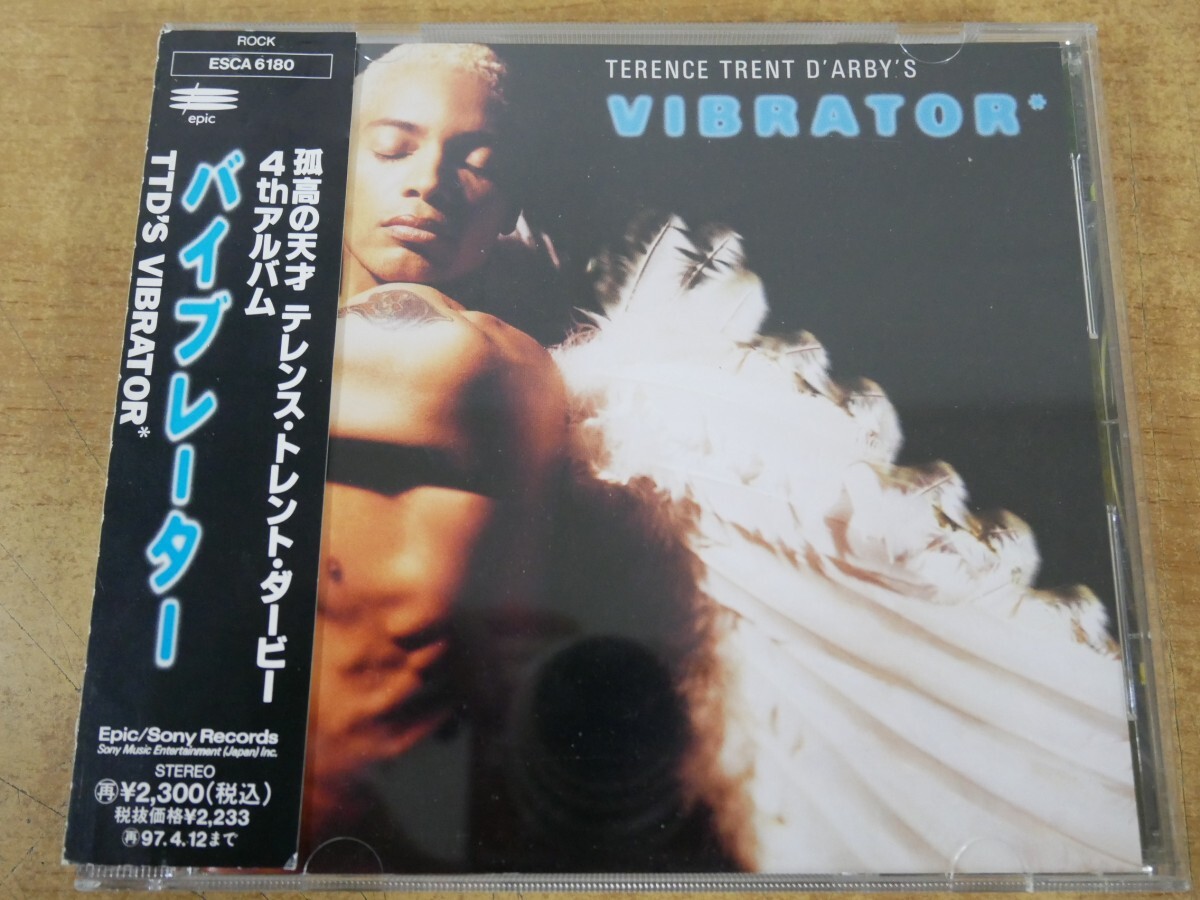 ROCK
ESCA 6180
epic
孤高の天才 テレンス・トレント・ダービー
4thアルバム
バイブレーター
TTD'S VIBRATOR*
Epic/Sony Records
Sony Music Entertainment (Japan) Inc.
STEREO
再¥2,300(税込)
税抜価格¥2,233
再97.4.12まで
TERENCE TRENT D'ARBY'S
VIBRATOR*